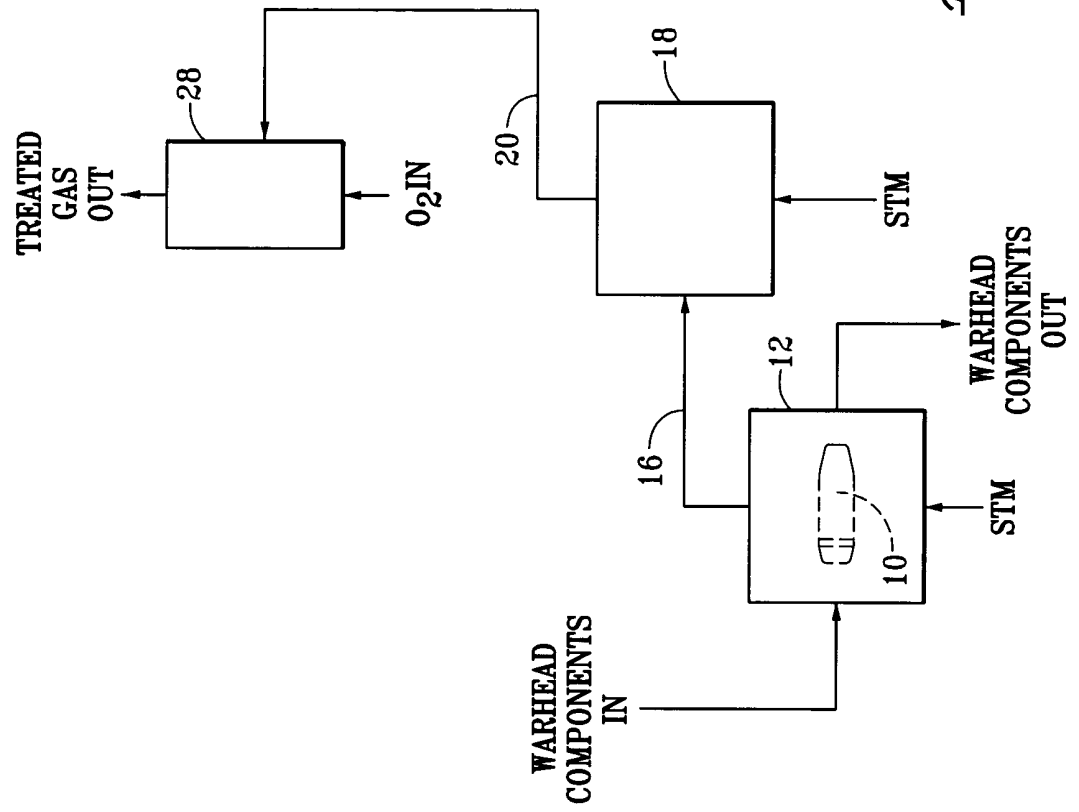 TREATED
GAS
OUT
28
O₂IN
20
18
STM
16
12
10
STM
WARHEAD
COMPONENTS
IN
WARHEAD
COMPONENTS
OUT